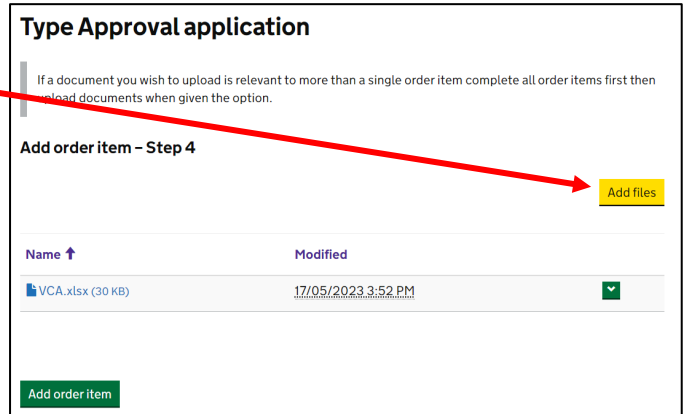 Type Approval application
If a document you wish to upload is relevant to more than a single order item complete all order items first then
upload documents when given the option.
Add order item – Step 4
Add files
Name ↑ Modified
VCA.xlsx (30 KB) 17/05/2023 3:52 PM
Add order item